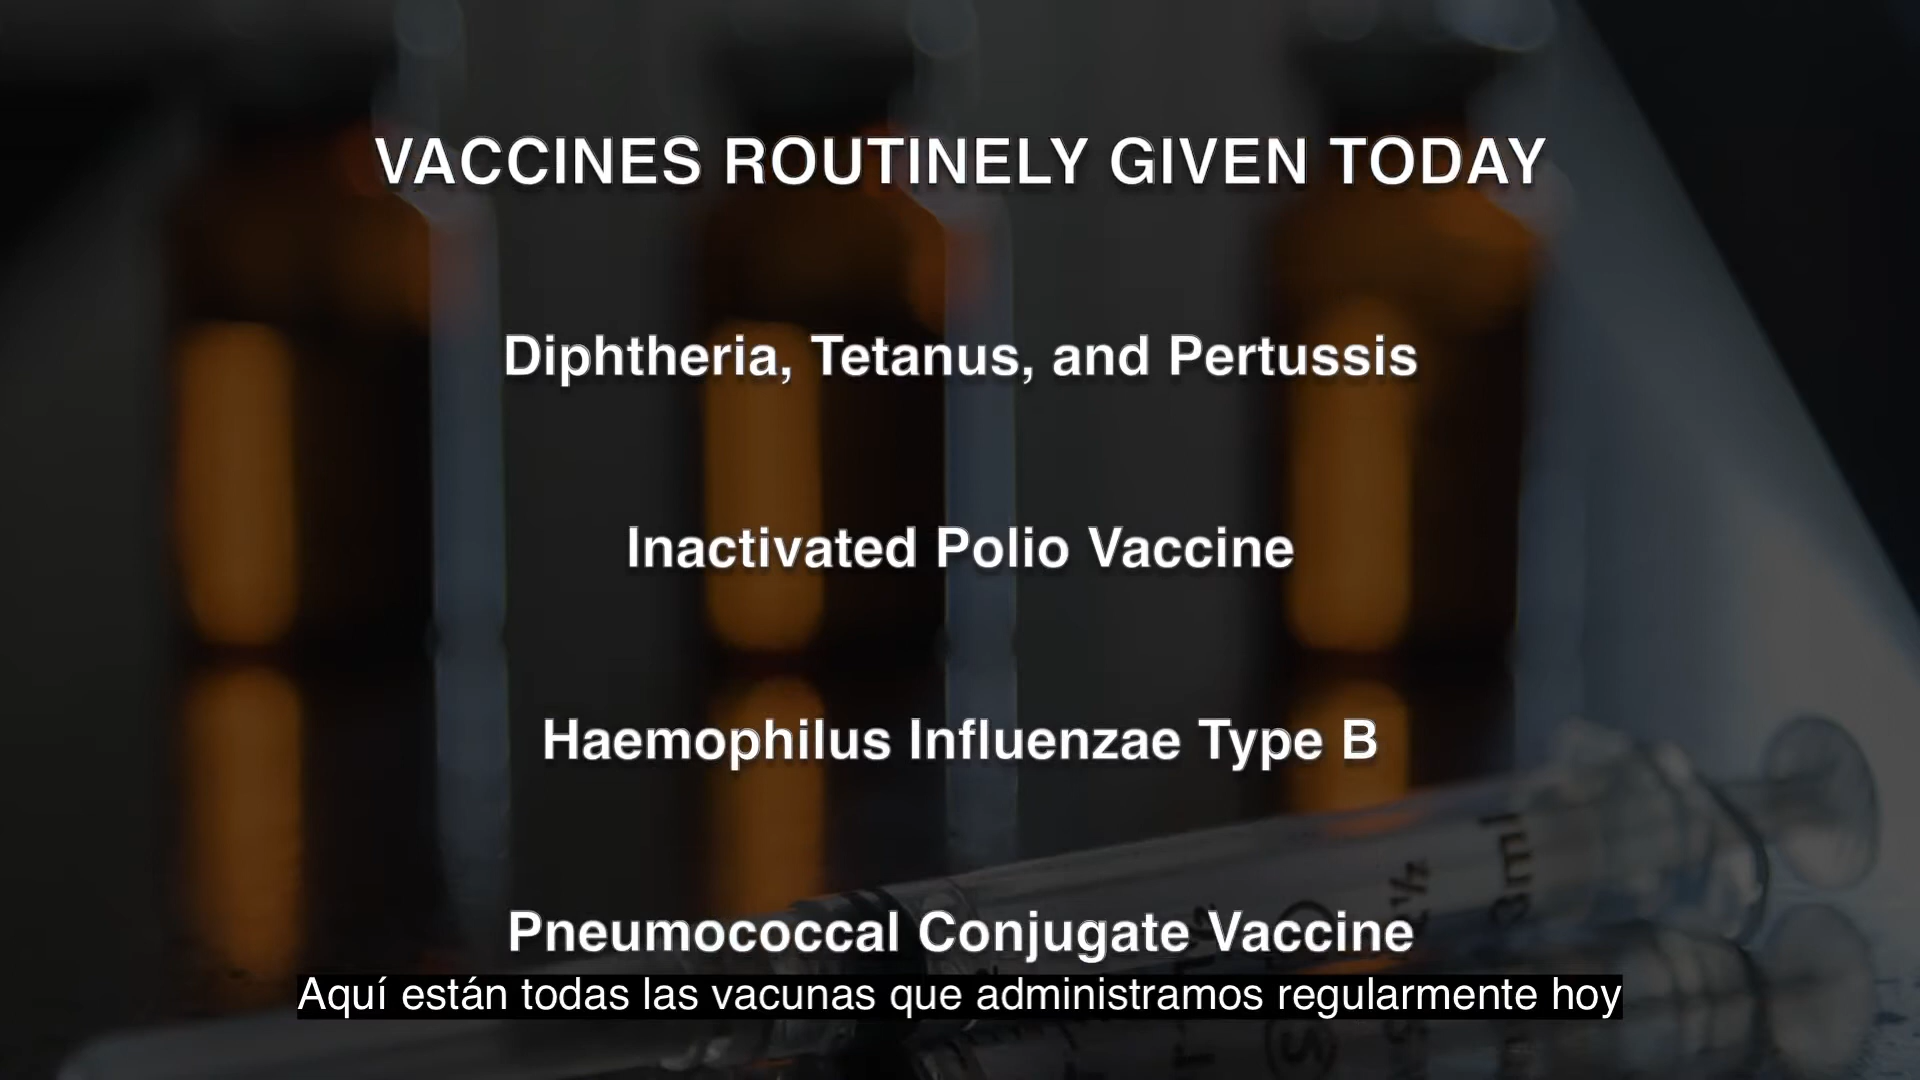 VACCINES ROUTINELY GIVEN TODAY
Diphtheria, Tetanus, and Pertussis
Inactivated Polio Vaccine
Haemophilus Influenzae Type B
Pneumococcal Conjugate Vaccine
Aquí están todas las vacunas que administramos regularmente hoy
3ml